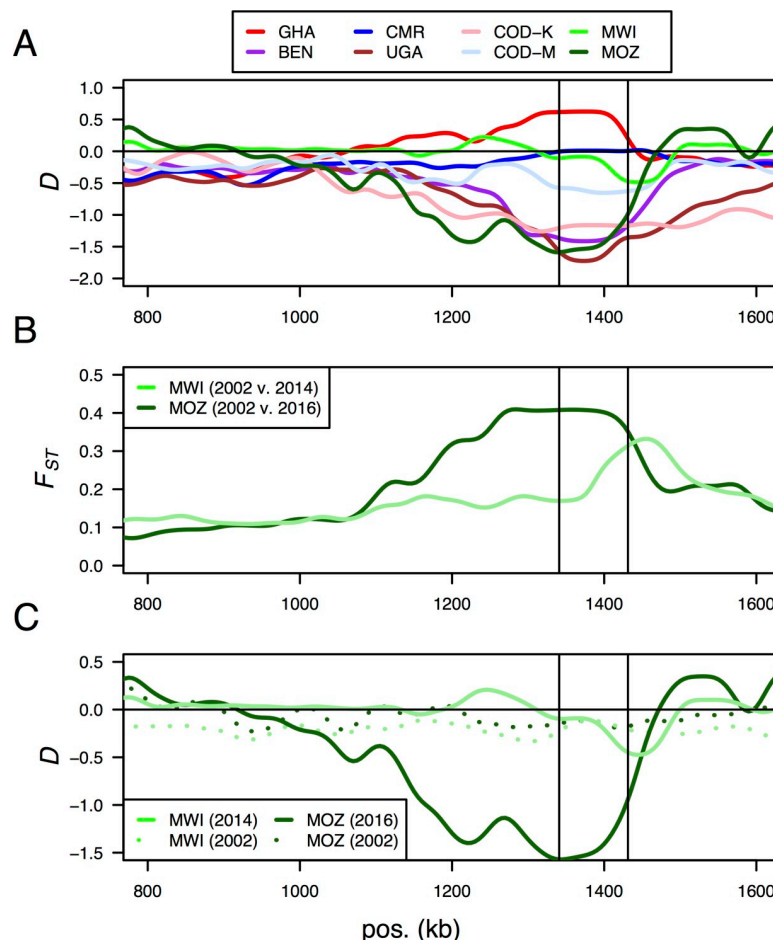 A
GHA CMR COD-K MWI
BEN UGA COD-M MOZ
1.0
0.5
0.0
−0.5
−1.0
−1.5
−2.0
D
800 1000 1200 1400 1600
B
MWI (2002 v. 2014)
MOZ (2002 v. 2016)
0.5
0.4
0.3
0.2
0.1
0.0
FST
800 1000 1200 1400 1600
C
0.5
0.0
−0.5
−1.0
−1.5
D
MWI (2014) MOZ (2016)
MWI (2002) MOZ (2002)
800 1000 1200 1400 1600
pos. (kb)